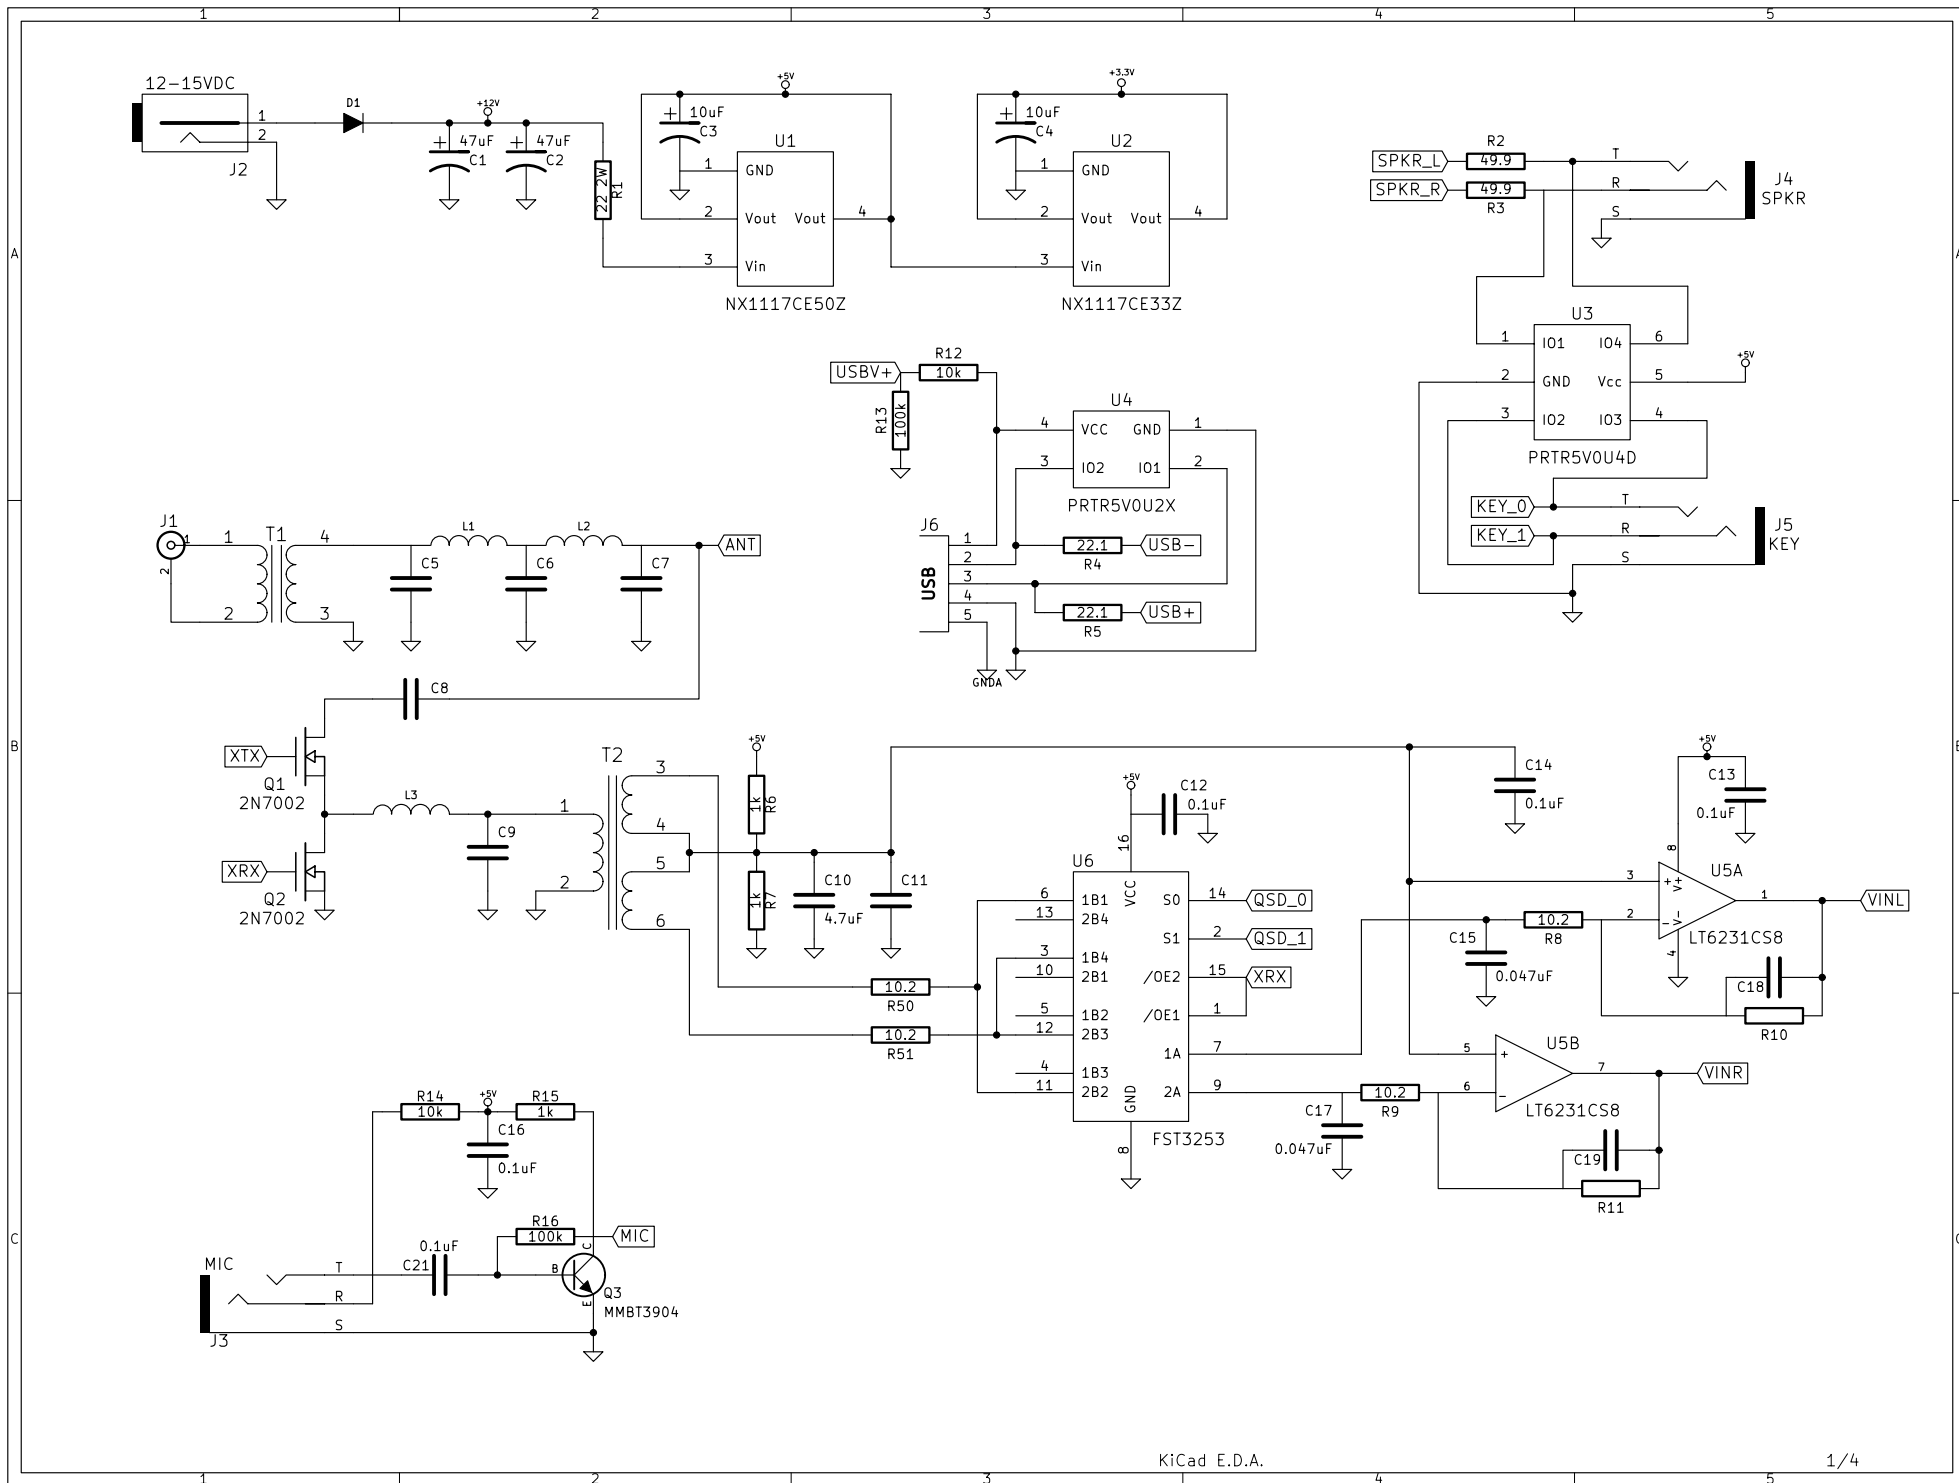 1 2 3 4 5
A
B
C
12-15VDC
1
2
J2
D1
+12V
+
47uF
C1
+
47uF
C2
22 2W
R1
+5V
+
10uF
C3
U1
1 GND
2 Vout Vout 4
3 Vin
NX1117CE50Z
+3.3V
+
10uF
C4
U2
1 GND
2 Vout Vout 4
3 Vin
NX1117CE33Z
SPKR_L
R2
49.9
T
SPKR_R
49.9
R3
R
S
J4
SPKR
U3
1 IO1 IO4 6
2 GND Vcc 5
3 IO2 IO3 4
+5V
PRTR5V0U4D
KEY_0
T
KEY_1
R
S
J5
KEY
USBV+
R12
10k
R13
100k
U4
4 VCC GND 1
3 IO2 IO1 2
PRTR5V0U2X
J6
USB
1
2
3
4
5
22.1
R4
USB-
22.1
R5
USB+
GNDA
J1
1
2
1
2
T1
4
3
L1
L2
C5
C6
C7
ANT
C8
XTX
Q1
2N7002
XRX
Q2
2N7002
L3
C9
T2
1
2
3
4
5
6
+5V
1k
R6
1k
R7
C10
4.7uF
C11
10.2
R50
10.2
R51
+5V
C12
0.1uF
16
U6
VCC
6 1B1 S0 14 QSD_0
13 2B4
S1 2 QSD_1
3 1B4
10 2B1 /OE2 15 XRX
5 1B2 /OE1 1
12 2B3
1A 7
4 1B3
11 2B2 2A 9
GND
8
FST3253
C14
0.1uF
+5V
C13
0.1uF
8
U5A
3 + V+
1
2 - V-
4
LT6231CS8
VINL
C15
0.047uF
10.2
R8
C18
R10
U5B
5 +
7
6 -
LT6231CS8
VINR
C17
0.047uF
10.2
R9
C19
R11
R14
10k
+5V
R15
1k
C16
0.1uF
R16
100k
MIC
0.1uF
C21
B
C
E
Q3
MMBT3904
MIC
T
R
S
J3
KiCad E.D.A.
1/4
1 2 3 4 5